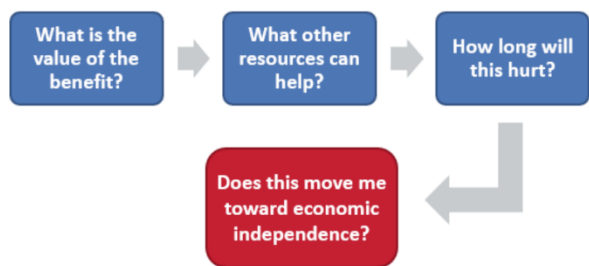 What is the
value of the
benefit?
What other
resources can
help?
How long will
this hurt?
Does this move me
toward economic
independence?